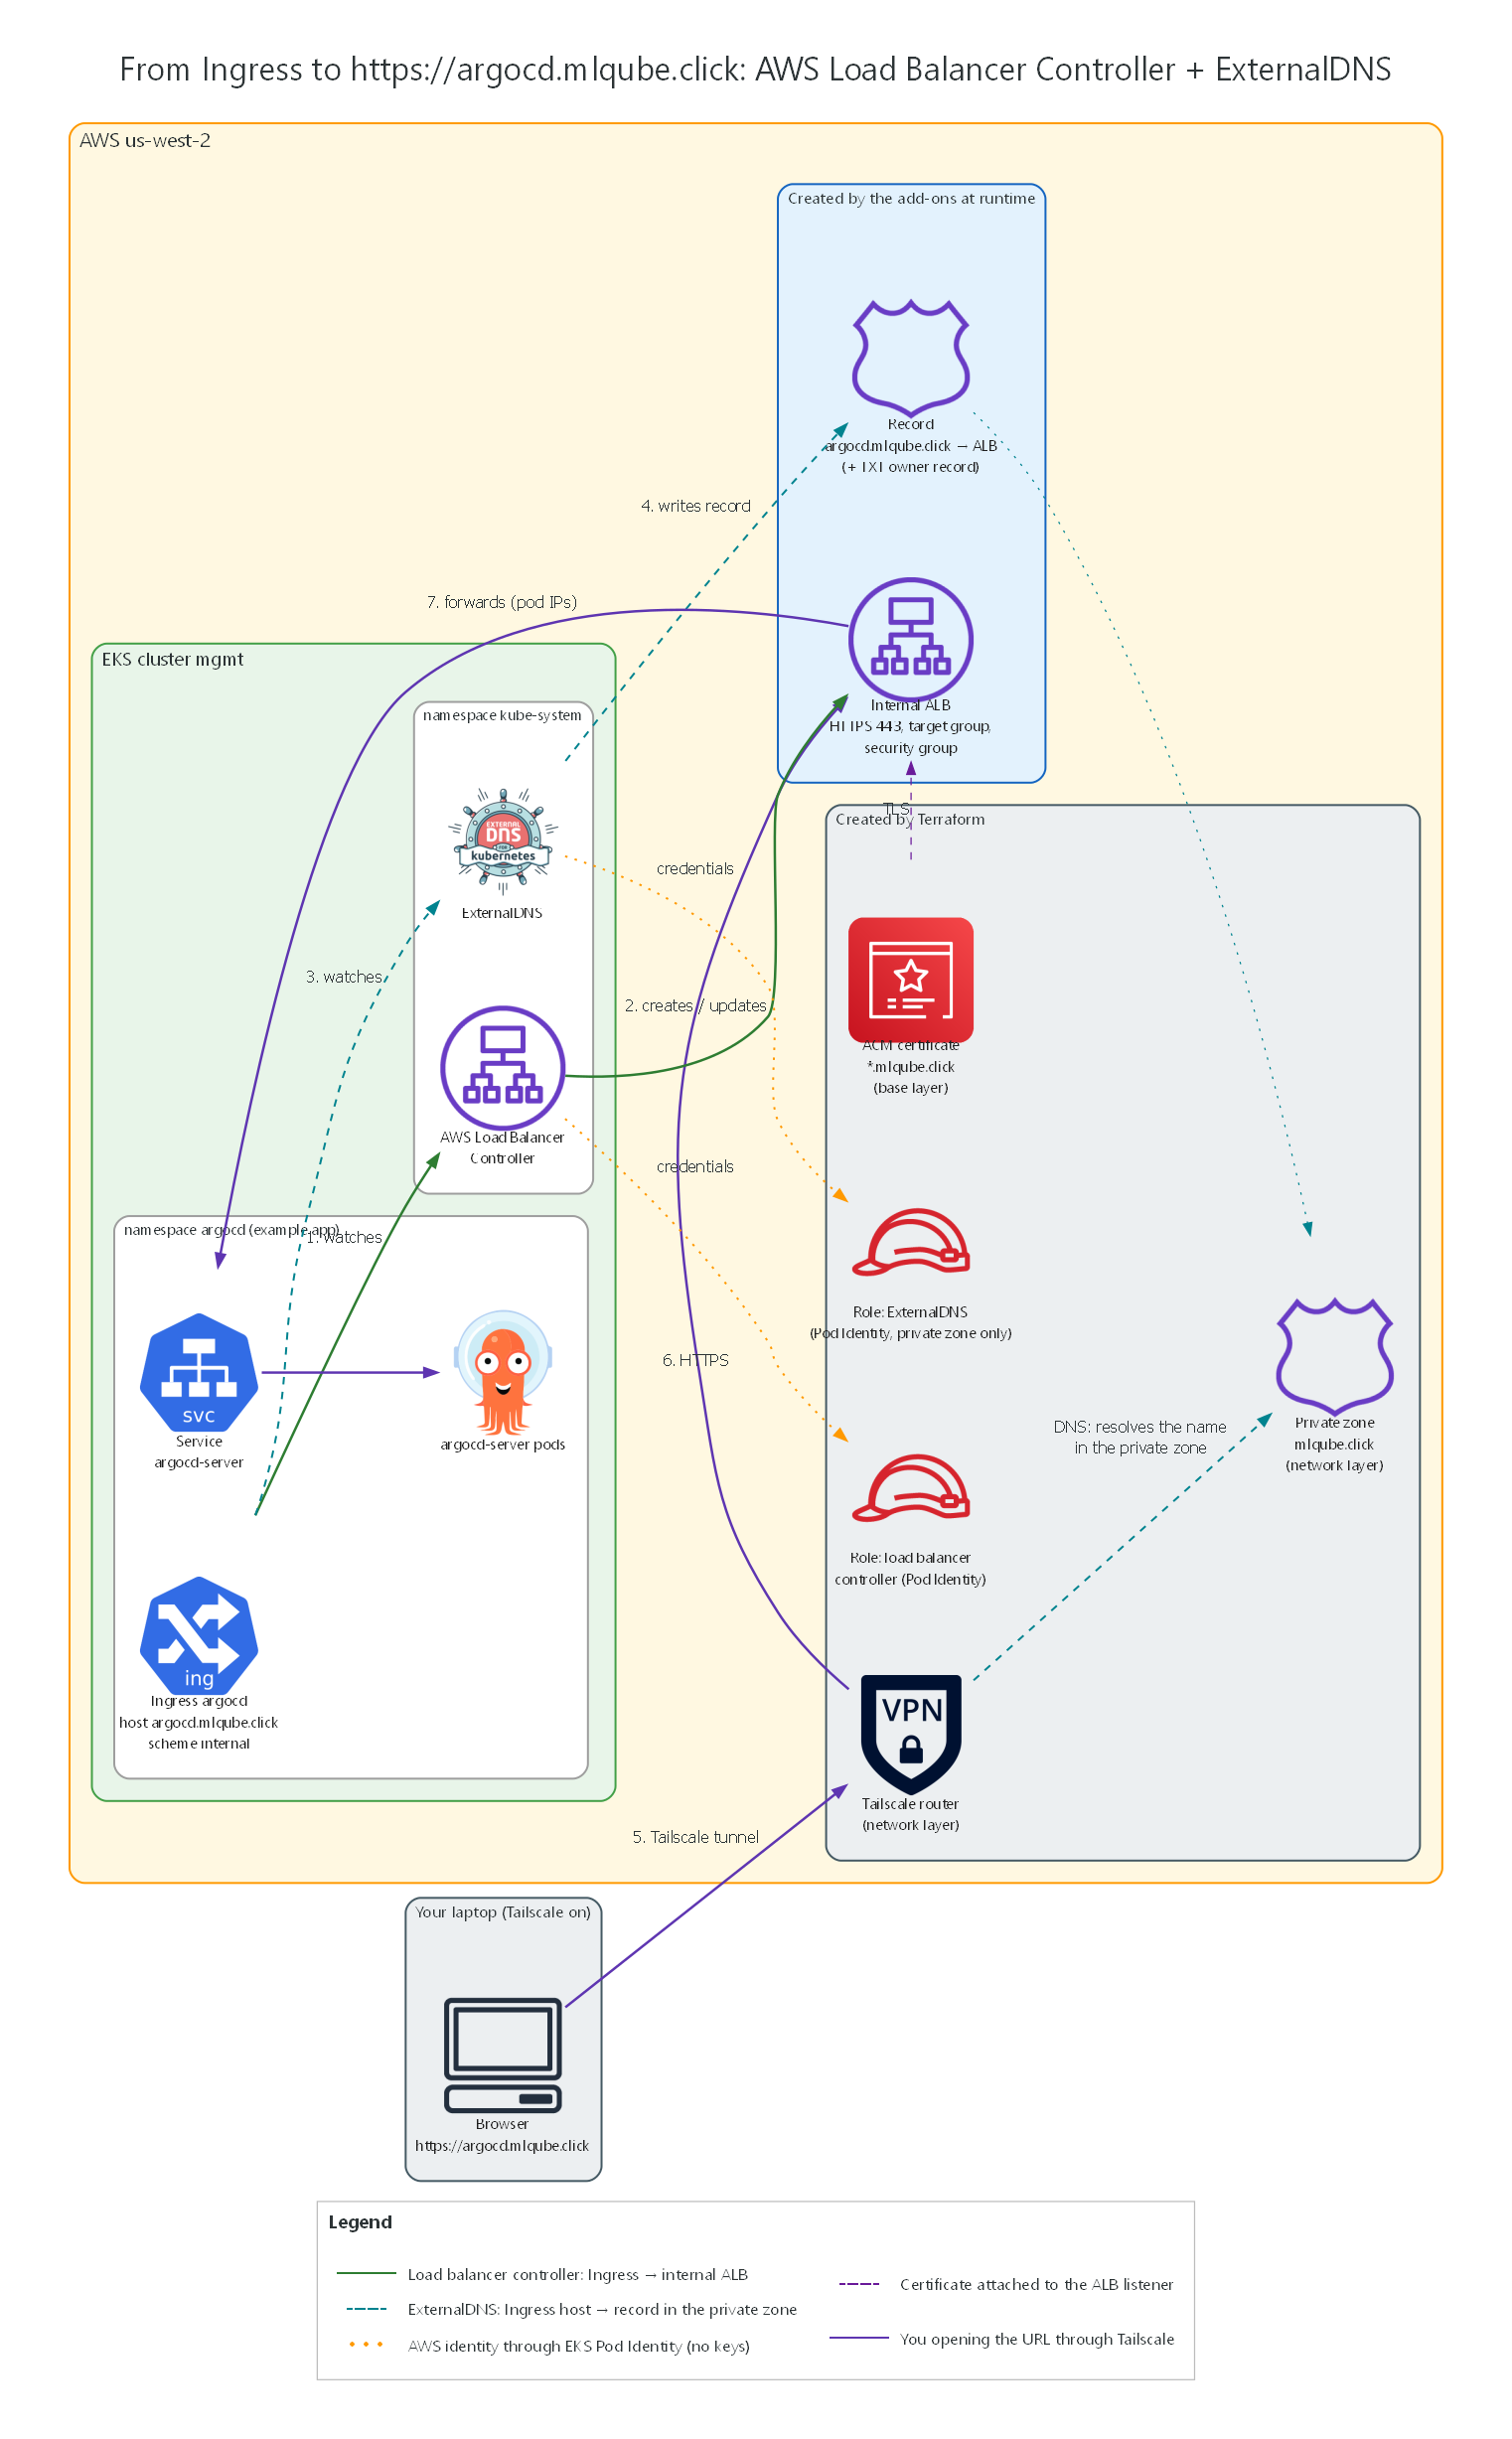 From Ingress to https://argocd.mlqube.click: AWS Load Balancer Controller + ExternalDNS
AWS us-west-2
Created by the add-ons at runtime
Record
argocd.mlqube.click → ALB
(+ TXT owner record)
4. writes record
7. forwards (pod IPs)
Internal ALB
HTTPS 443, target group,
security group
EKS cluster mgmt
namespace kube-system
EXTERNAL
DNS
FOR
kubernetes
ExternalDNS
TLS
Created by Terraform
credentials
3. watches
2. creates / updates
ACM certificate
*.mlqube.click
(base layer)
AWS Load Balancer
Controller
credentials
namespace argocd (example app)
1. watches
Role: ExternalDNS
(Pod Identity, private zone only)
6. HTTPS
svc
Service
argocd-server
argocd-server pods
DNS: resolves the name
in the private zone
Private zone
mlqube.click
(network layer)
Role: load balancer
controller (Pod Identity)
ing
Ingress argocd
host argocd.mlqube.click
scheme internal
VPN
Tailscale router
(network layer)
5. Tailscale tunnel
Your laptop (Tailscale on)
Browser
https://argocd.mlqube.click
Legend
Load balancer controller: Ingress → internal ALB
ExternalDNS: Ingress host → record in the private zone
AWS identity through EKS Pod Identity (no keys)
Certificate attached to the ALB listener
You opening the URL through Tailscale